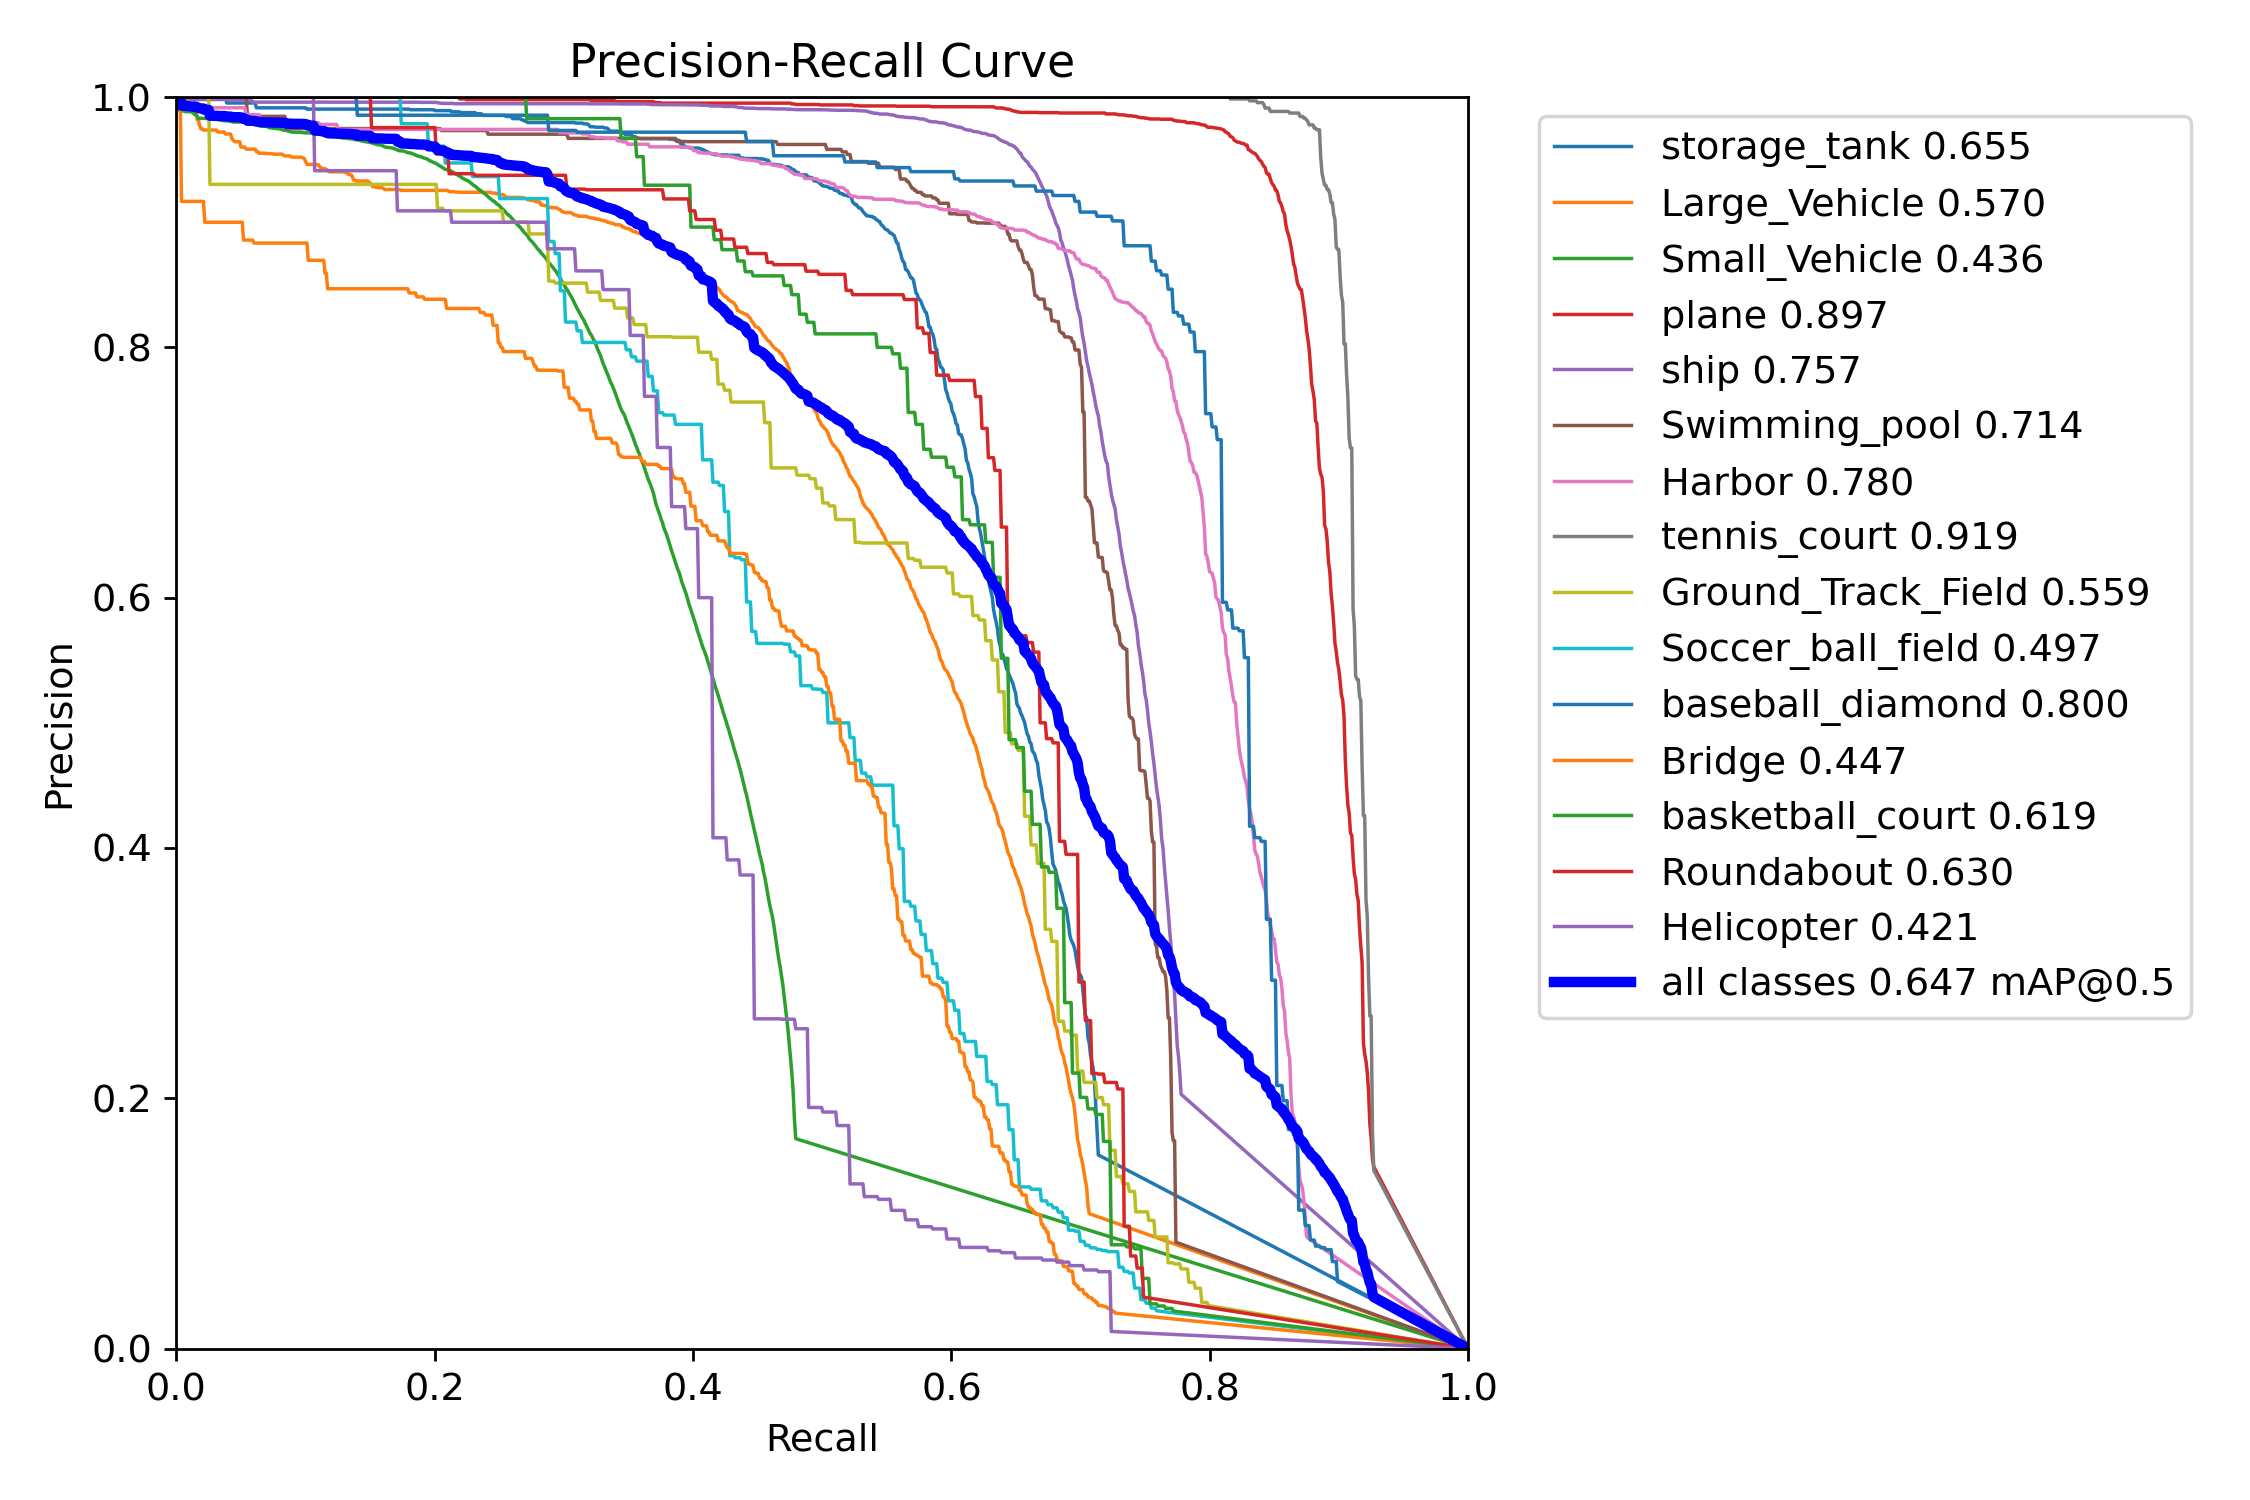 Precision-Recall Curve
1.0
0.8
0.6
0.4
0.2
0.0
Precision
0.0 0.2 0.4 0.6 0.8 1.0
Recall
storage_tank 0.655
Large_Vehicle 0.570
Small_Vehicle 0.436
plane 0.897
ship 0.757
Swimming_pool 0.714
Harbor 0.780
tennis_court 0.919
Ground_Track_Field 0.559
Soccer_ball_field 0.497
baseball_diamond 0.800
Bridge 0.447
basketball_court 0.619
Roundabout 0.630
Helicopter 0.421
all classes 0.647 mAP@0.5